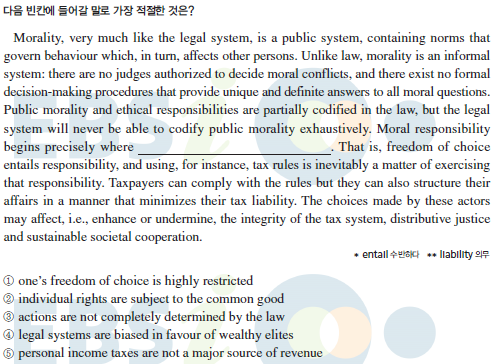 다음 빈칸에 들어갈 말로 가장 적절한 것은?
Morality, very much like the legal system, is a public system, containing norms that
govern behaviour which, in turn, affects other persons. Unlike law, morality is an informal
system: there are no judges authorized to decide moral conflicts, and there exist no formal
decision-making procedures that provide unique and definite answers to all moral questions.
Public morality and ethical responsibilities are partially codified in the law, but the legal
system will never be able to codify public morality exhaustively. Moral responsibility
begins precisely where ____________________. That is, freedom of choice
entails responsibility, and using, for instance, tax rules is inevitably a matter of exercising
that responsibility. Taxpayers can comply with the rules but they can also structure their
affairs in a manner that minimizes their tax liability. The choices made by these actors
may affect, i.e., enhance or undermine, the integrity of the tax system, distributive justice
and sustainable societal cooperation.
* entail 수반하다 ** liability 의무
① one's freedom of choice is highly restricted
② individual rights are subject to the common good
③ actions are not completely determined by the law
④ legal systems are biased in favour of wealthy elites
⑤ personal income taxes are not a major source of revenue